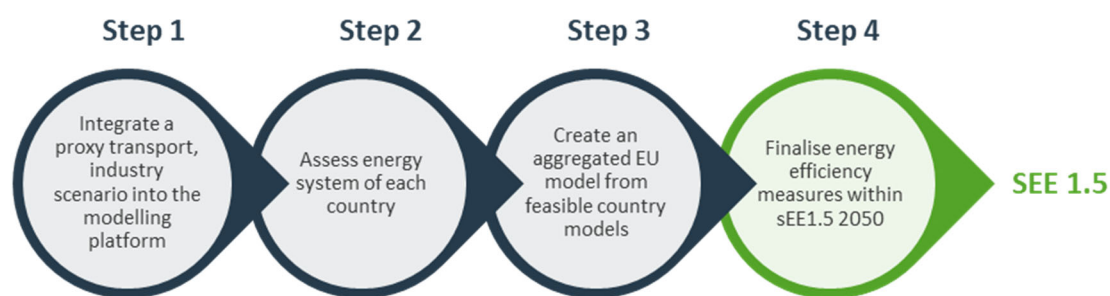 Step 1
Step 2
Step 3
Step 4
Integrate a
proxy transport,
industry
scenario into the
modelling
platform
Assess energy
system of each
country
Create an
aggregated EU
model from
feasible country
models
Finalise energy
efficiency
measures within
sEE1.5 2050
SEE 1.5